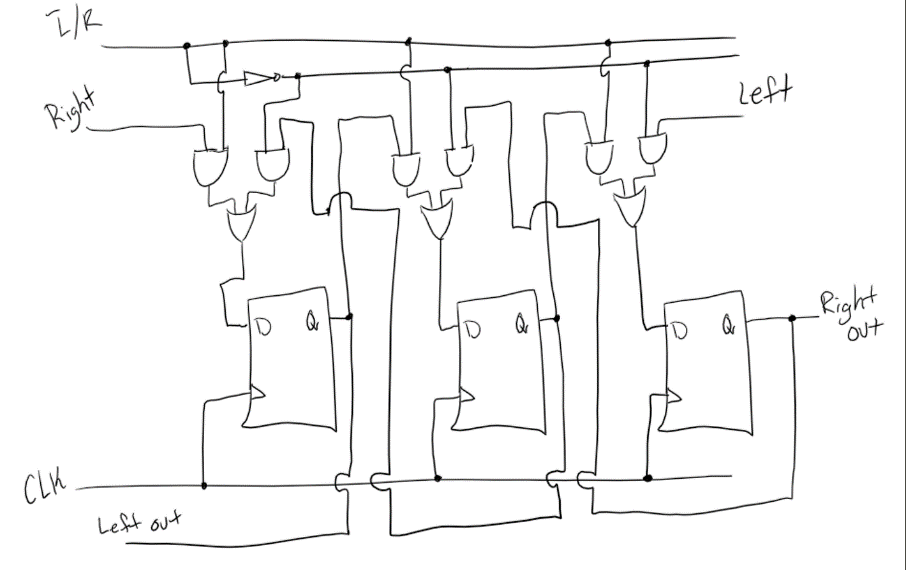 L/R
Right
Left
D Q
D Q
D Q
Right
out
CLK
Left out